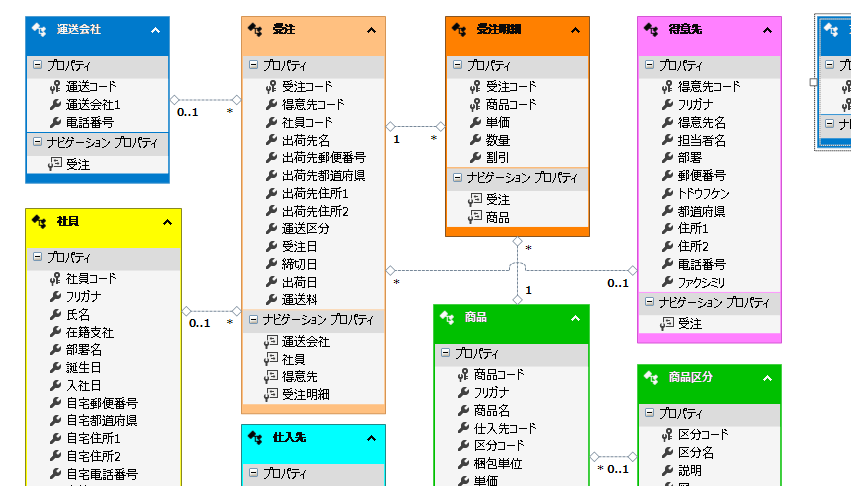 運送会社
プロパティ
運送コード
運送会社1
電話番号
ナビゲーション プロパティ
受注
0..1
*
受注
プロパティ
受注コード
得意先コード
社員コード
出荷先名
出荷先郵便番号
出荷先都道府県
出荷先住所1
出荷先住所2
運送区分
受注日
締切日
出荷日
運送料
ナビゲーション プロパティ
運送会社
社員
得意先
受注明細
1
*
受注明細
プロパティ
受注コード
商品コード
単価
数量
割引
ナビゲーション プロパティ
受注
商品
*
1
*
0..1
得意先
プロパティ
得意先コード
フリガナ
得意先名
担当者名
部署
郵便番号
トドウフケン
都道府県
住所1
住所2
電話番号
ファクシミリ
ナビゲーション プロパティ
受注
社員
プロパティ
社員コード
フリガナ
氏名
在籍支社
部署名
誕生日
入社日
自宅郵便番号
自宅都道府県
自宅住所1
自宅住所2
自宅電話番号
0..1
*
仕入先
プロパティ
商品
プロパティ
商品コード
フリガナ
商品名
仕入先コード
区分コード
梱包単位
単価
* 0..1
商品区分
プロパティ
区分コード
区分名
説明